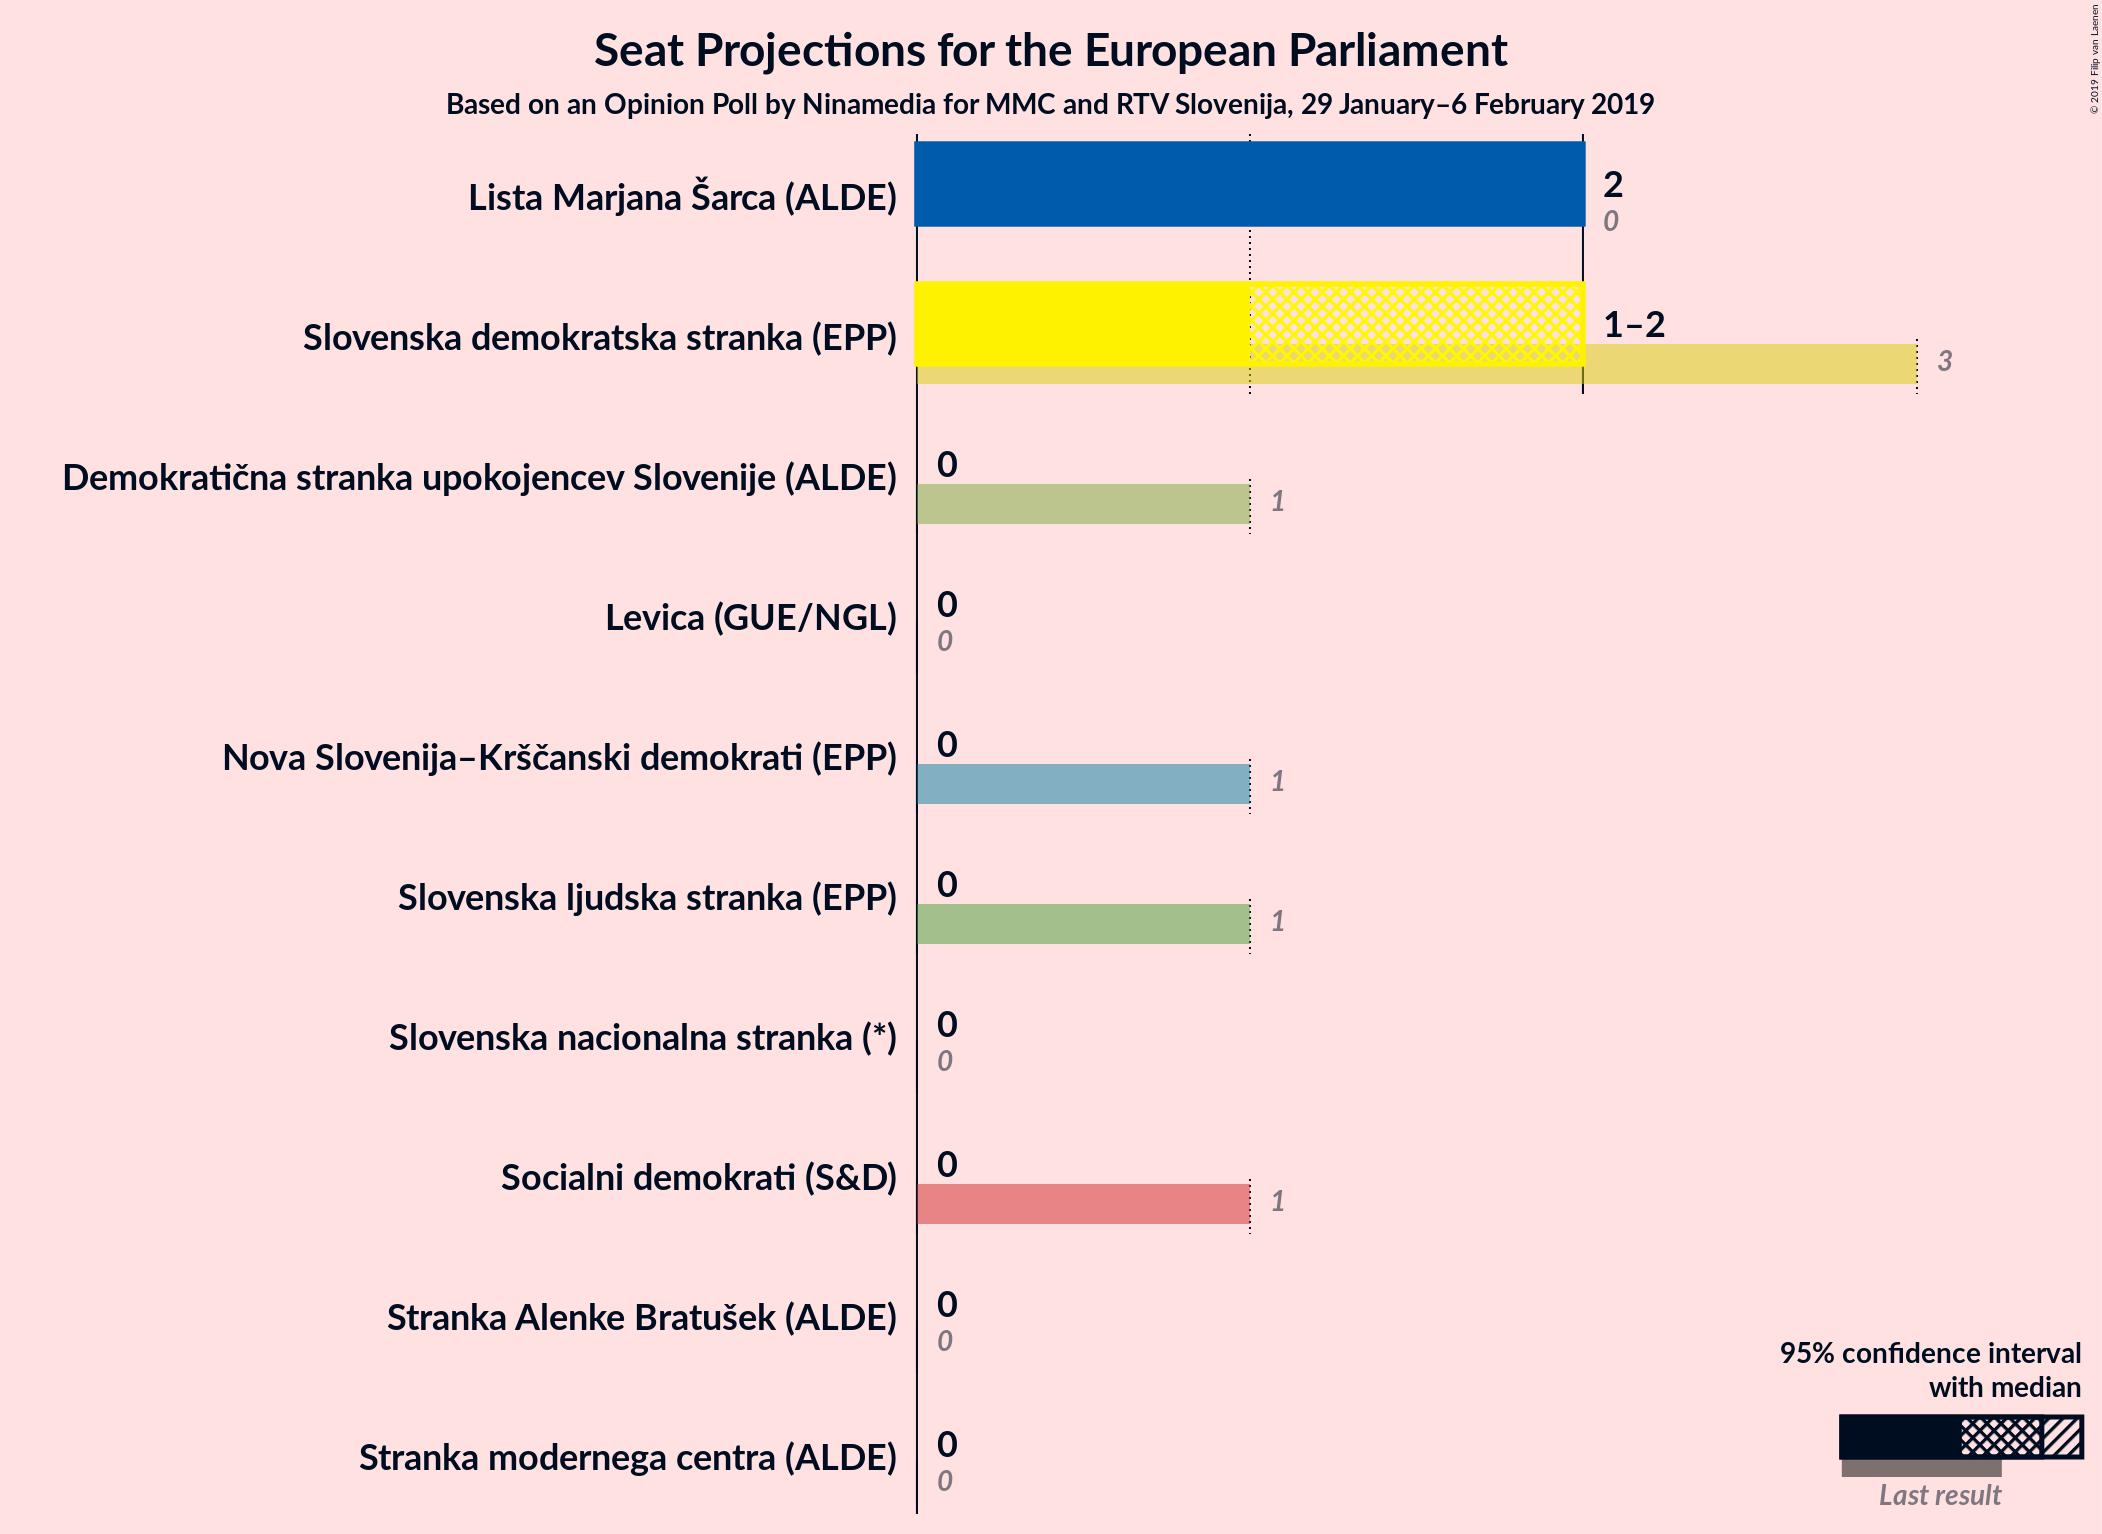 Seat Projections for the European Parliament
Based on an Opinion Poll by Ninamedia for MMC and RTV Slovenija, 29 January–6 February 2019
© 2019 Filip van Laenen
Lista Marjana Šarca (ALDE)
2
0
Slovenska demokratska stranka (EPP)
1–2
3
Demokratična stranka upokojencev Slovenije (ALDE)
0
1
Levica (GUE/NGL)
0
0
Nova Slovenija–Krščanski demokrati (EPP)
0
1
Slovenska ljudska stranka (EPP)
0
1
Slovenska nacionalna stranka (*)
0
0
Socialni demokrati (S&D)
0
1
Stranka Alenke Bratušek (ALDE)
0
0
Stranka modernega centra (ALDE)
0
0
95% confidence interval
with median
Last result